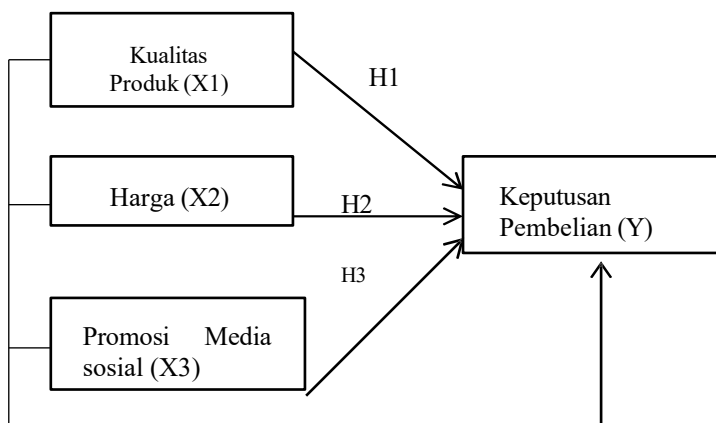 Kualitas
Produk (X1)
H1
Harga (X2)
H2
Keputusan
Pembelian (Y)
H3
Promosi Media
sosial (X3)